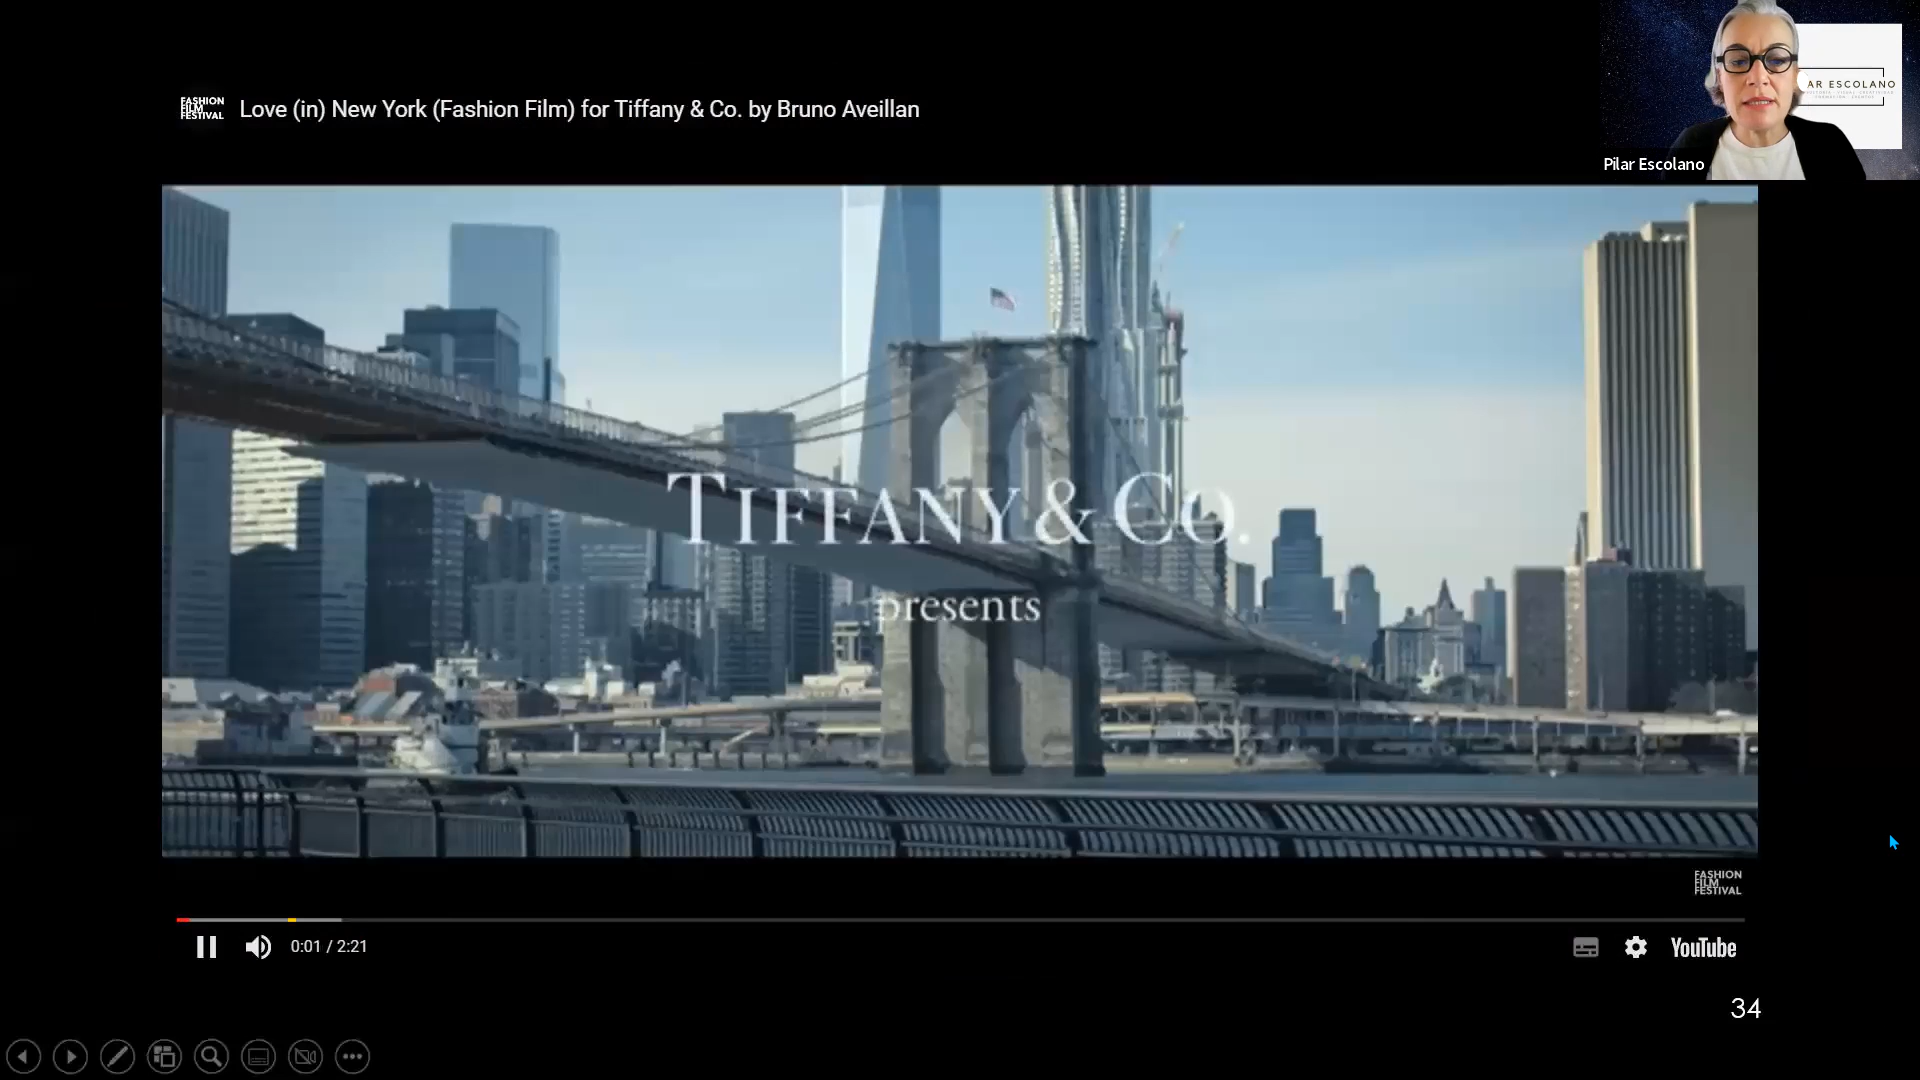 FASHION
FILM
FESTIVAL
Love (in) New York (Fashion Film) for Tiffany & Co. by Bruno Aveillan
AR ESCOLANO
Pilar Escolano
TIFFANY & CO.
presents
FASHION
FILM
FESTIVAL
0:01 / 2:21
YouTube
34